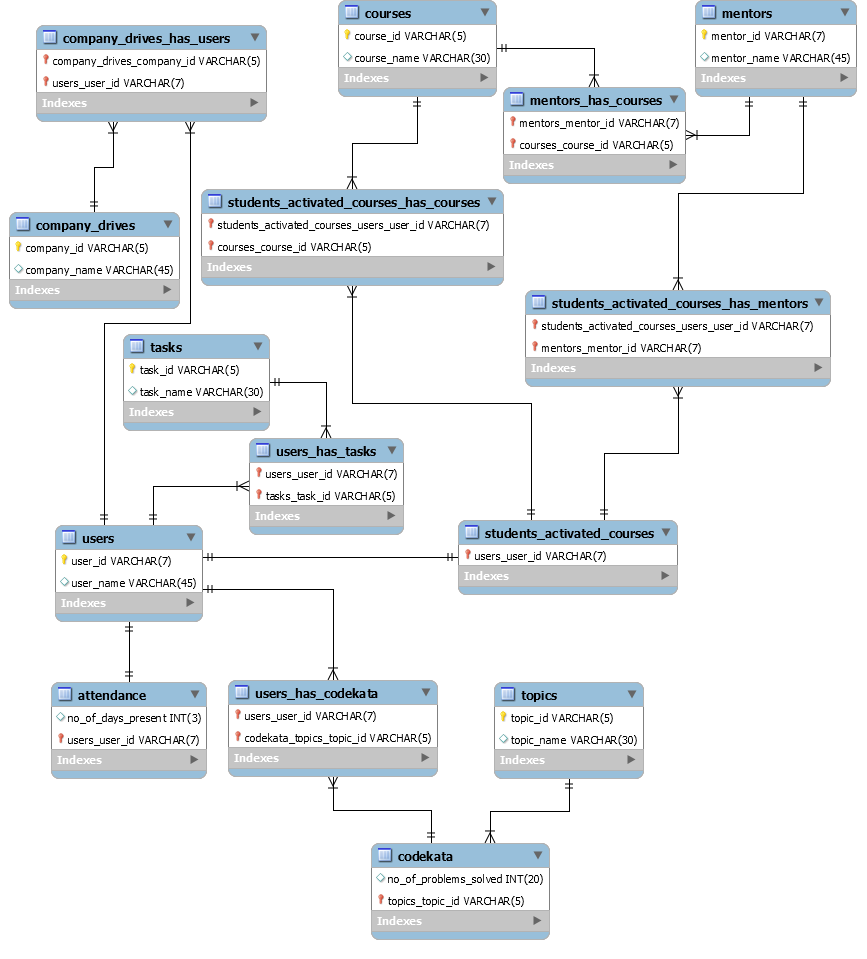 courses
course_id VARCHAR(5)
course_name VARCHAR(30)
Indexes
mentors
mentor_id VARCHAR(7)
mentor_name VARCHAR(45)
Indexes
company_drives_has_users
company_drives_company_id VARCHAR(5)
users_user_id VARCHAR(7)
Indexes
mentors_has_courses
mentors_mentor_id VARCHAR(7)
courses_course_id VARCHAR(5)
Indexes
students_activated_courses_has_courses
students_activated_courses_users_user_id VARCHAR(7)
courses_course_id VARCHAR(5)
Indexes
company_drives
company_id VARCHAR(5)
company_name VARCHAR(45)
Indexes
students_activated_courses_has_mentors
students_activated_courses_users_user_id VARCHAR(7)
mentors_mentor_id VARCHAR(7)
Indexes
tasks
task_id VARCHAR(5)
task_name VARCHAR(30)
Indexes
users_has_tasks
users_user_id VARCHAR(7)
tasks_task_id VARCHAR(5)
Indexes
users
user_id VARCHAR(7)
user_name VARCHAR(45)
Indexes
students_activated_courses
users_user_id VARCHAR(7)
Indexes
attendance
no_of_days_present INT(3)
users_user_id VARCHAR(7)
Indexes
users_has_codekata
users_user_id VARCHAR(7)
codekata_topics_topic_id VARCHAR(5)
Indexes
topics
topic_id VARCHAR(5)
topic_name VARCHAR(30)
Indexes
codekata
no_of_problems_solved INT(20)
topics_topic_id VARCHAR(5)
Indexes